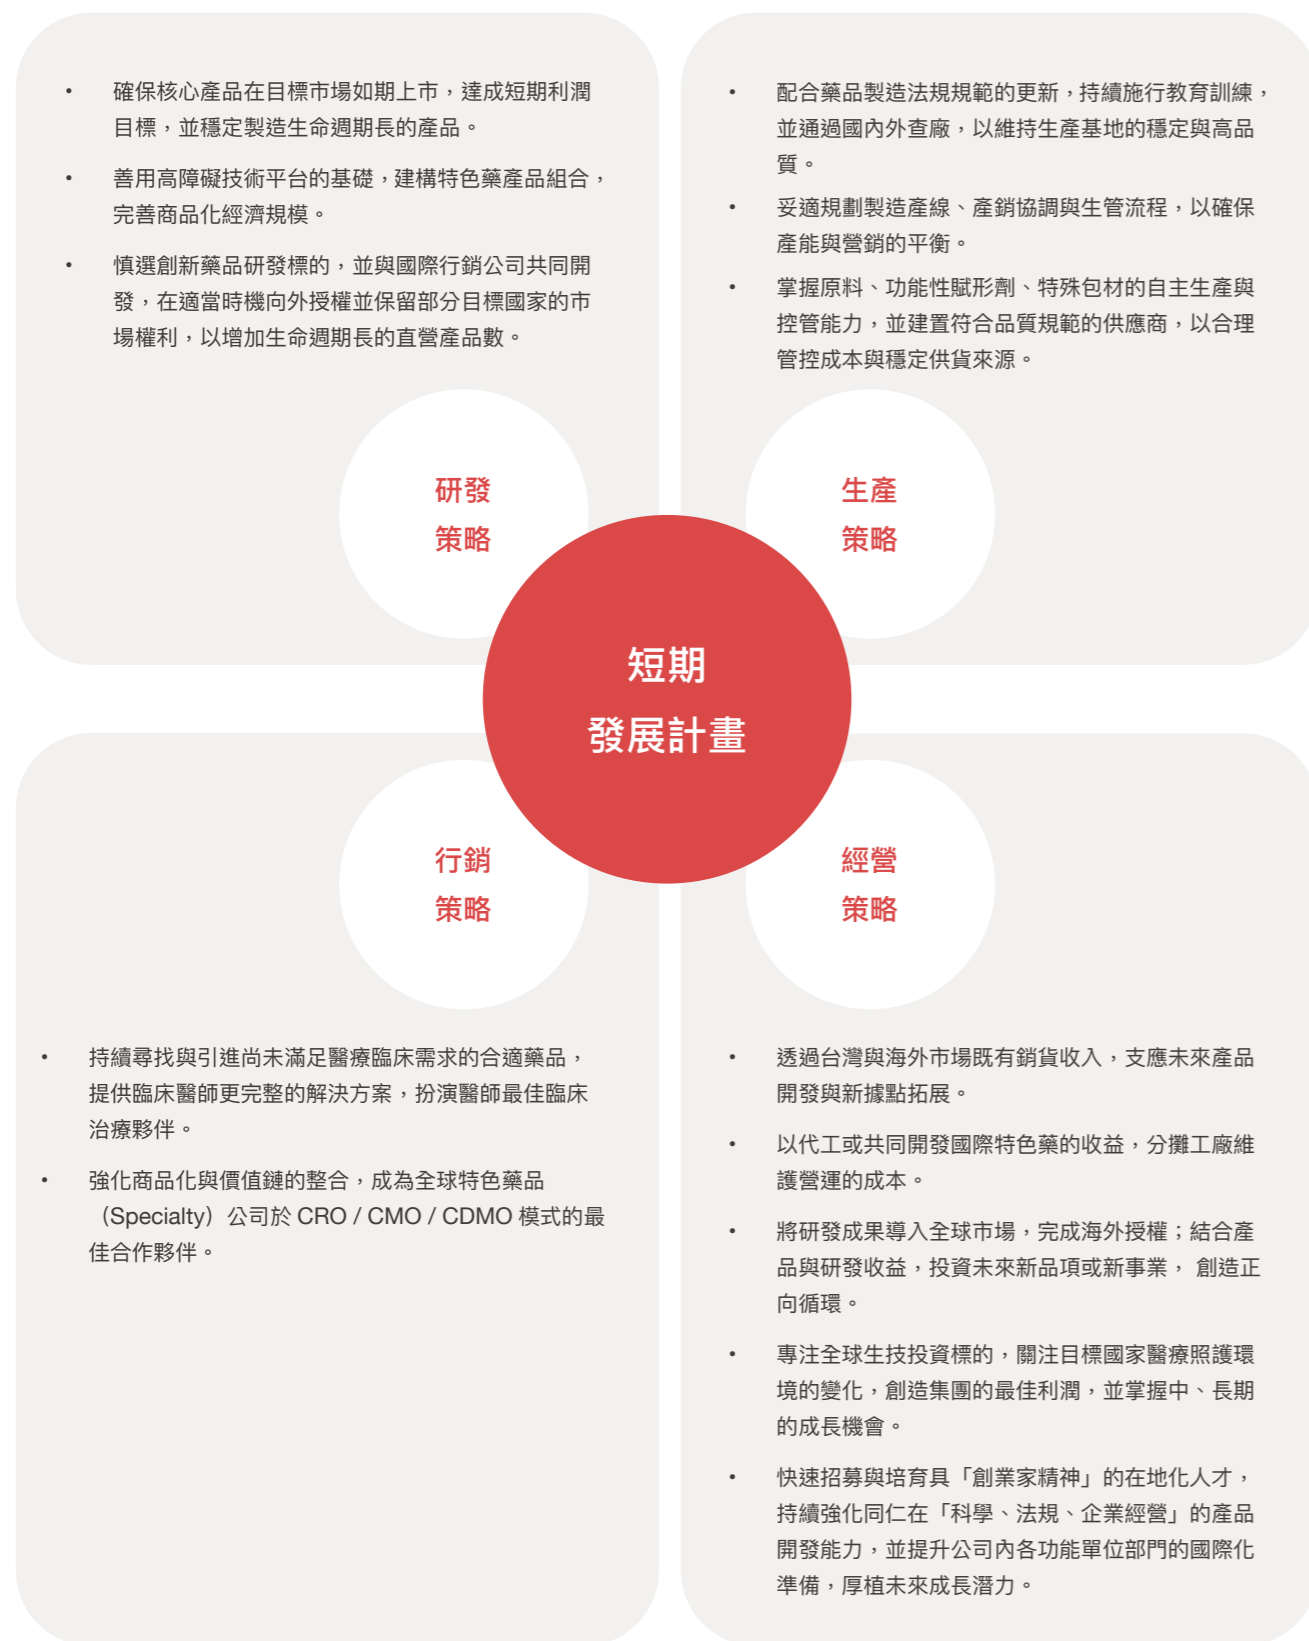 • 確保核心產品在目標市場如期上市，達成短期利潤
目標，並穩定製造生命週期長的產品。
• 善用高障礙技術平台的基礎，建構特色藥產品組合，
完善商品化經濟規模。
• 慎選創新藥品研發標的，並與國際行銷公司共同開
發，在適當時機向外授權並保留部分目標國家的市
場權利，以增加生命週期長的直營產品數。
研發
策略
• 配合藥品製造法規規範的更新，持續施行教育訓練，
並通過國內外查廠，以維持生產基地的穩定與高品
質。
• 妥適規劃製造產線、產銷協調與生管流程，以確保
產能與營銷的平衡。
• 掌握原料、功能性賦形劑、特殊包材的自主生產與
控管能力，並建置符合品質規範的供應商，以合理
管控成本與穩定供貨來源。
生產
策略
短期
發展計畫
行銷
策略
• 持續尋找與引進尚未滿足醫療臨床需求的合適藥品，
提供臨床醫師更完整的解決方案，扮演醫師最佳臨床
治療夥伴。
• 強化商品化與價值鏈的整合，成為全球特色藥品
（Specialty）公司於 CRO / CMO / CDMO 模式的最
佳合作夥伴。
經營
策略
• 透過台灣與海外市場既有銷貨收入，支應未來產品
開發與新據點拓展。
• 以代工或共同開發國際特色藥的收益，分攤工廠維
護營運的成本。
• 將研發成果導入全球市場，完成海外授權；結合產
品與研發收益，投資未來新品項或新事業， 創造正
向循環。
• 專注全球生技投資標的，關注目標國家醫療照護環
境的變化，創造集團的最佳利潤，並掌握中、長期
的成長機會。
• 快速招募與培育具「創業家精神」的在地化人才，
持續強化同仁在「科學、法規、企業經營」的產品
開發能力，並提升公司內各功能單位部門的國際化
準備，厚植未來成長潛力。